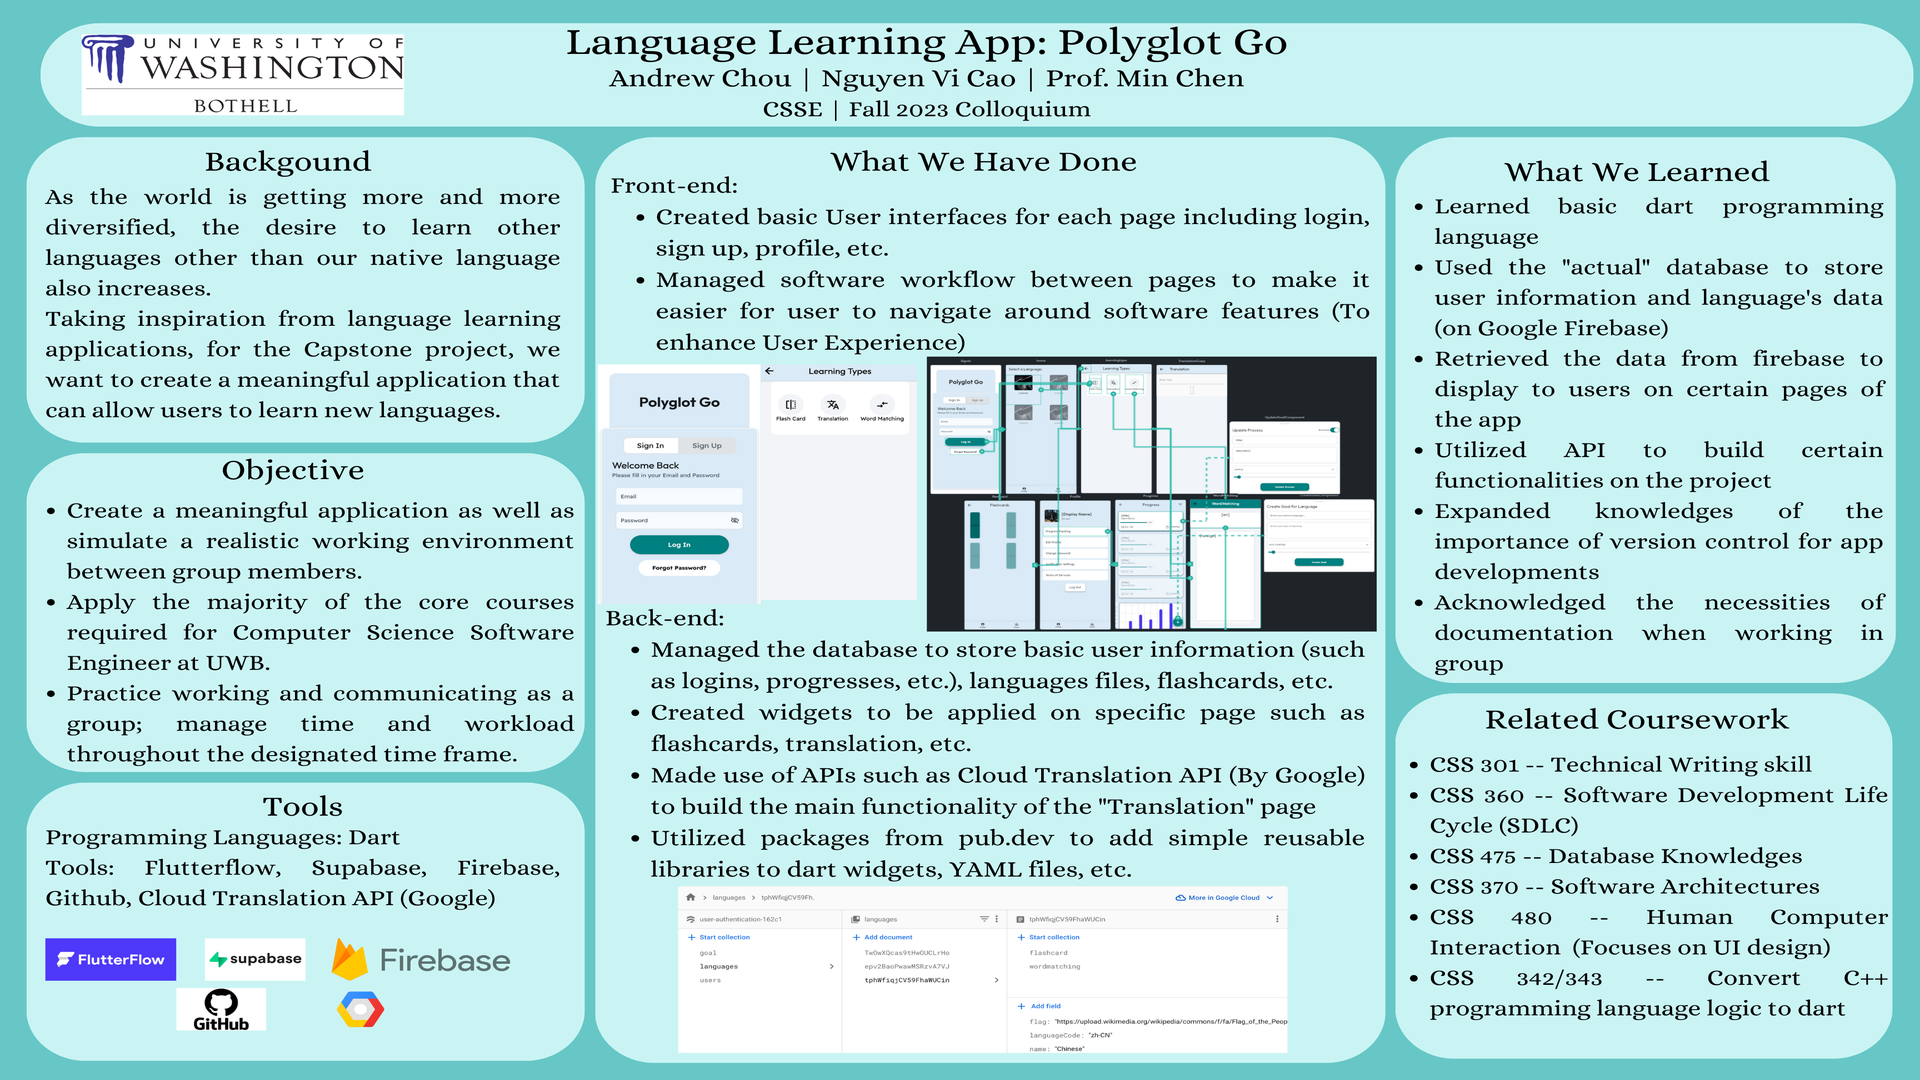 UNIVERSITY OF
WASHINGTON
BOTHELL
Language Learning App: Polyglot Go
Andrew Chou | Nguyen Vi Cao | Prof. Min Chen
CSSE | Fall 2023 Colloquium
Backgound
As the world is getting more and more
diversified, the desire to learn other
languages other than our native language
also increases.
Taking inspiration from language learning
applications, for the Capstone project, we
want to create a meaningful application that
can allow users to learn new languages.
Objective
• Create a meaningful application as well as
simulate a realistic working environment
between group members.
• Apply the majority of the core courses
required for Computer Science Software
Engineer at UWB.
• Practice working and communicating as a
group; manage time and workload
throughout the designated time frame.
Tools
Programming Languages: Dart
Tools: Flutterflow, Supabase, Firebase,
Github, Cloud Translation API (Google)
FlutterFlow
supabase
Firebase
GitHub
What We Have Done
Front-end:
• Created basic User interfaces for each page including login,
sign up, profile, etc.
• Managed software workflow between pages to make it
easier for user to navigate around software features (To
enhance User Experience)
Polyglot Go
Sign In Sign Up
Welcome Back
Please fill in your Email and Password
Email
Password
Log In
Forgot Password?
Learning Types
Flash Card Translation Word Matching
Polyglot Go
Learning Types
Translation
Welcome Back
Log In
Flashcards
Profile
[Display Name]
Progress
WordMatching
Create Goal for Language
Back-end:
• Managed the database to store basic user information (such
as logins, progresses, etc.), languages files, flashcards, etc.
• Created widgets to be applied on specific page such as
flashcards, translation, etc.
• Made use of APIs such as Cloud Translation API (By Google)
to build the main functionality of the "Translation" page
• Utilized packages from pub.dev to add simple reusable
libraries to dart widgets, YAML files, etc.
languages > tphWfiqjCV59Fh.
More in Google Cloud
user-authentication-162c1
languages
tphWfiqjCV59FhaWUCin
+ Start collection
+ Add document
+ Start collection
goal
languages
users
TwOwXQcas9tHwOUCLrHo
epv2BaoPwawMSRzvA7VJ
tphWfiqjCV59FhaWUCin
flashcard
wordmatching
+ Add field
flag: "https://upload.wikimedia.org/wikipedia/commons/f/fa/Flag_of_the_Peop
languageCode: "zh-CN"
name: "Chinese"
What We Learned
• Learned basic dart programming
language
• Used the "actual" database to store
user information and language's data
(on Google Firebase)
• Retrieved the data from firebase to
display to users on certain pages of
the app
• Utilized API to build certain
functionalities on the project
• Expanded knowledges of the
importance of version control for app
developments
• Acknowledged the necessities of
documentation when working in
group
Related Coursework
• CSS 301 -- Technical Writing skill
• CSS 360 -- Software Development Life
Cycle (SDLC)
• CSS 475 -- Database Knowledges
• CSS 370 -- Software Architectures
• CSS 480 -- Human Computer
Interaction (Focuses on UI design)
• CSS 342/343 -- Convert C++
programming language logic to dart